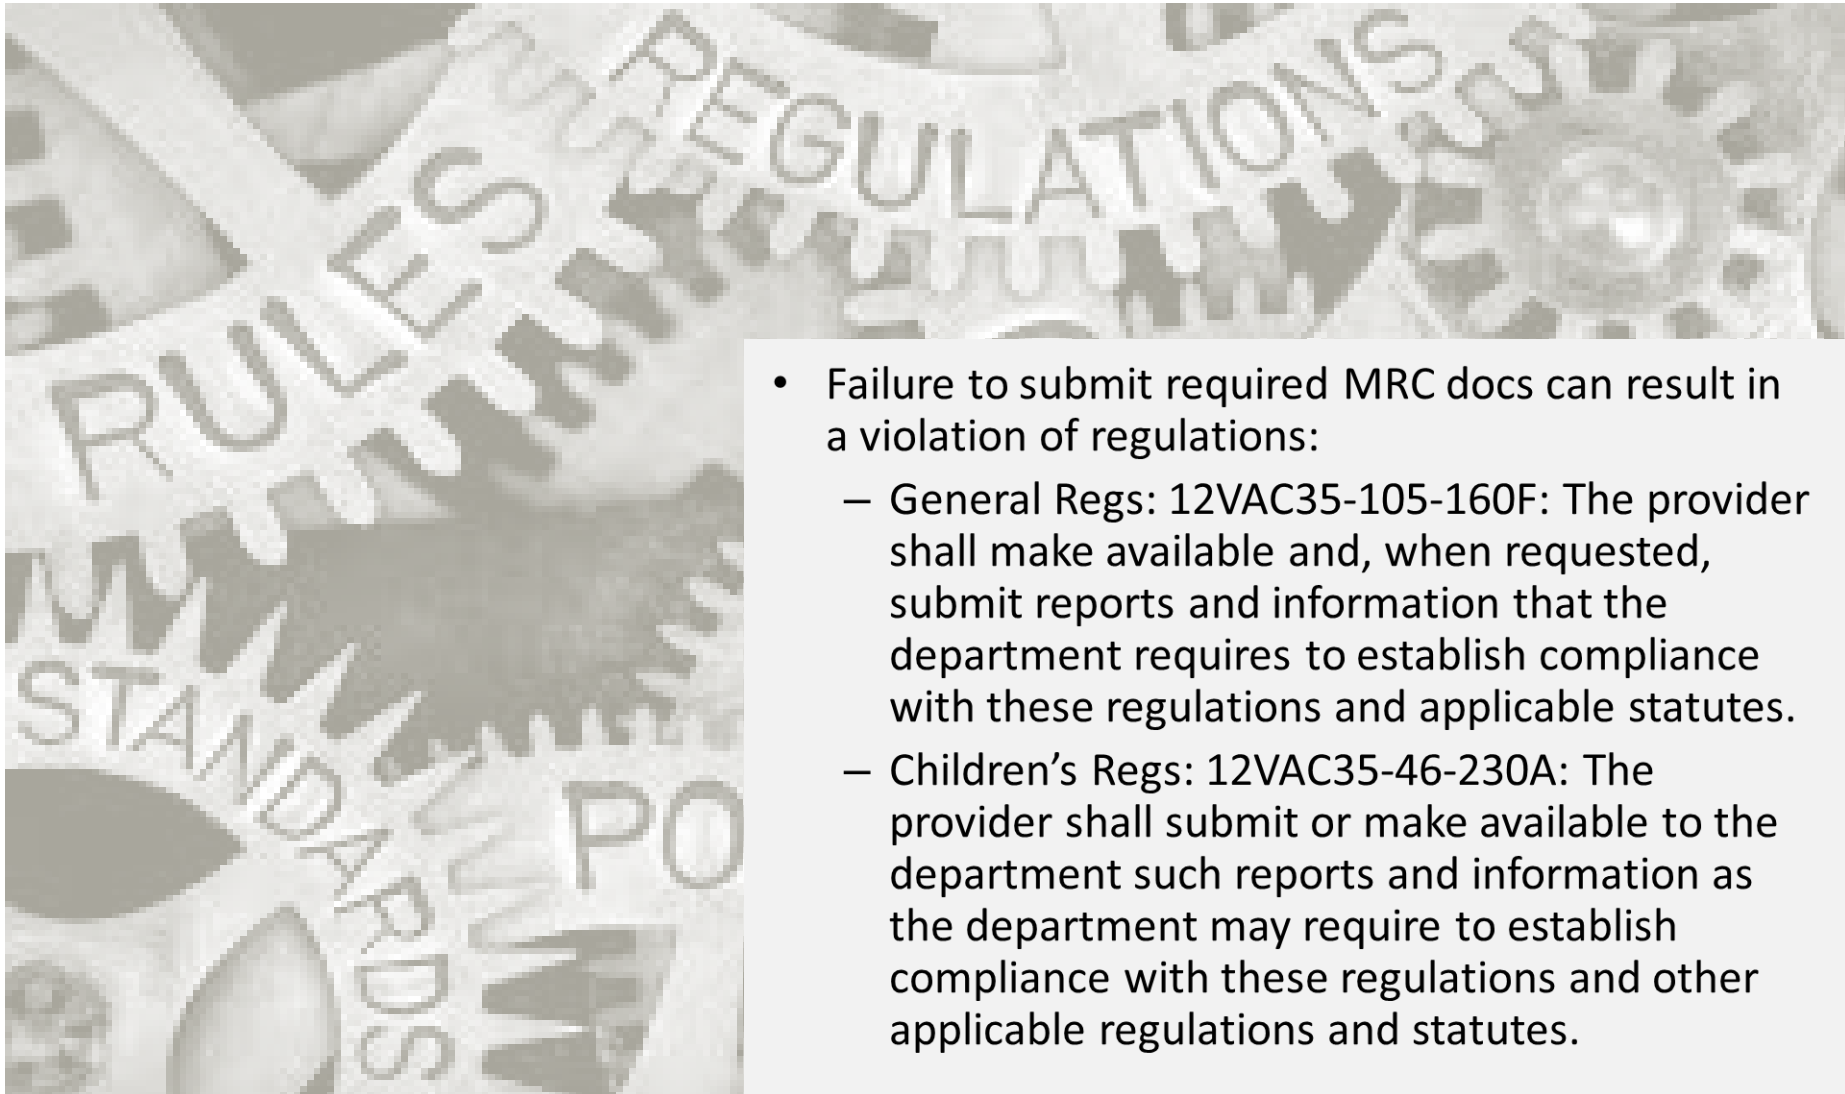 REGULATIONS
RULES
STANDARDS
PO
• Failure to submit required MRC docs can result in
a violation of regulations:
– General Regs: 12VAC35-105-160F: The provider
shall make available and, when requested,
submit reports and information that the
department requires to establish compliance
with these regulations and applicable statutes.
– Children’s Regs: 12VAC35-46-230A: The
provider shall submit or make available to the
department such reports and information as
the department may require to establish
compliance with these regulations and other
applicable regulations and statutes.